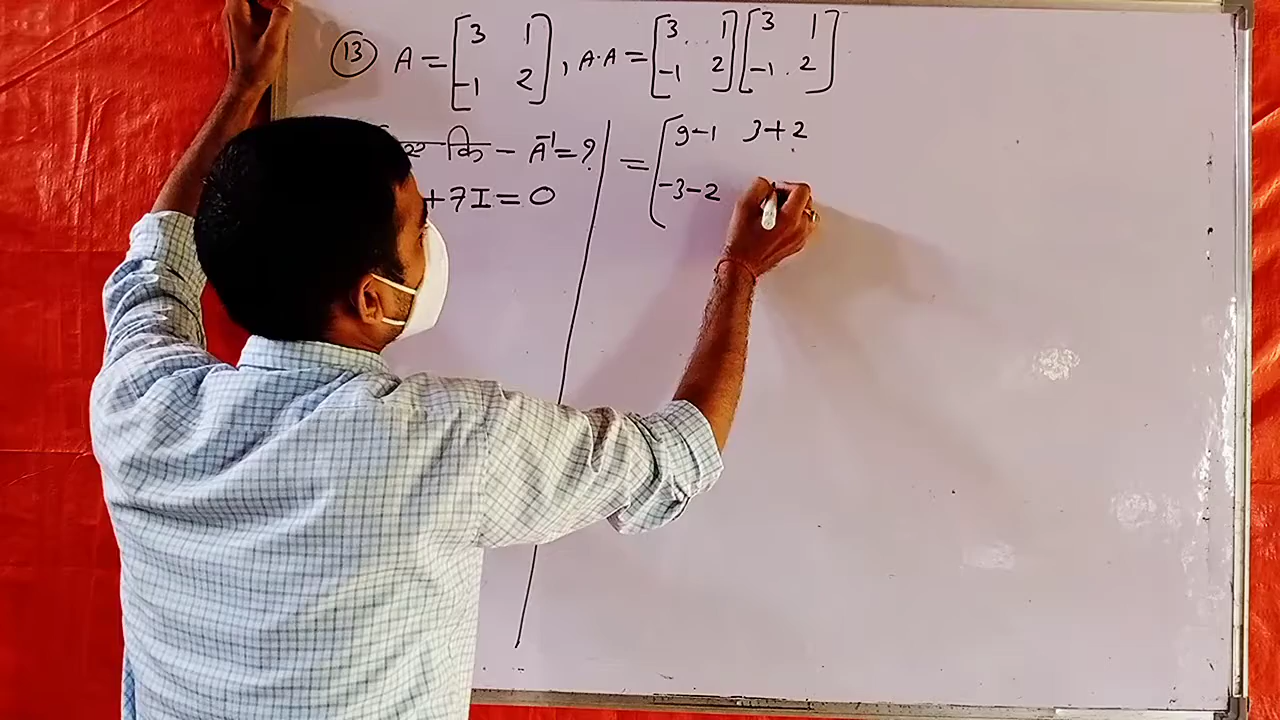 (13) A = [3 1; -1 2], A·A = [3 1; -1 2] [3 1; -1 2]
कि - A⁻¹ = ?
+7I = 0
= [9-1 3+2
-3-2